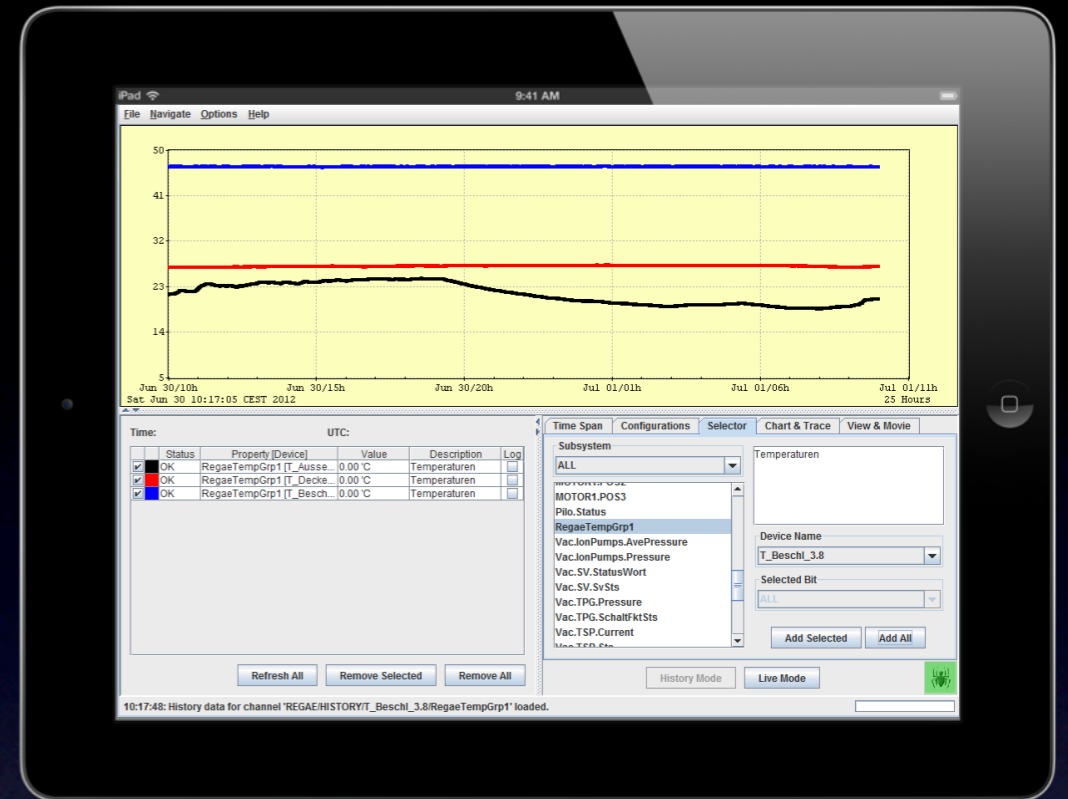 iPad 9:41 AM
File Navigate Options Help
50
41
32
23
14
5
Jun 30/10h Jun 30/15h Jun 30/20h Jul 01/01h Jul 01/06h Jul 01/11h
Sat Jun 30 10:17:05 CEST 2012 25 Hours
Time: UTC:
Status Property [Device] Value Description Log
OK RegaeTempGrp1 [T_Ausse... 0.00 'C Temperaturen
OK RegaeTempGrp1 [T_Decke... 0.00 'C Temperaturen
OK RegaeTempGrp1 [T_Besch... 0.00 'C Temperaturen
Refresh All Remove Selected Remove All
Time Span Configurations Selector Chart & Trace View & Movie
Subsystem
ALL
MOTOR1.POS2
MOTOR1.POS3
Pilo.Status
RegaeTempGrp1
Vac.IonPumps.AvePressure
Vac.IonPumps.Pressure
Vac.SV.StatusWort
Vac.SV.SvSts
Vac.TPG.Pressure
Vac.TPG.SchaltFktSts
Vac.TSP.Current
Vac.TSP.Sts
Temperaturen
Device Name
T_Beschl_3.8
Selected Bit
ALL
Add Selected Add All
History Mode Live Mode
10:17:48: History data for channel 'REGAE/HISTORY/T_Beschl_3.8/RegaeTempGrp1' loaded.